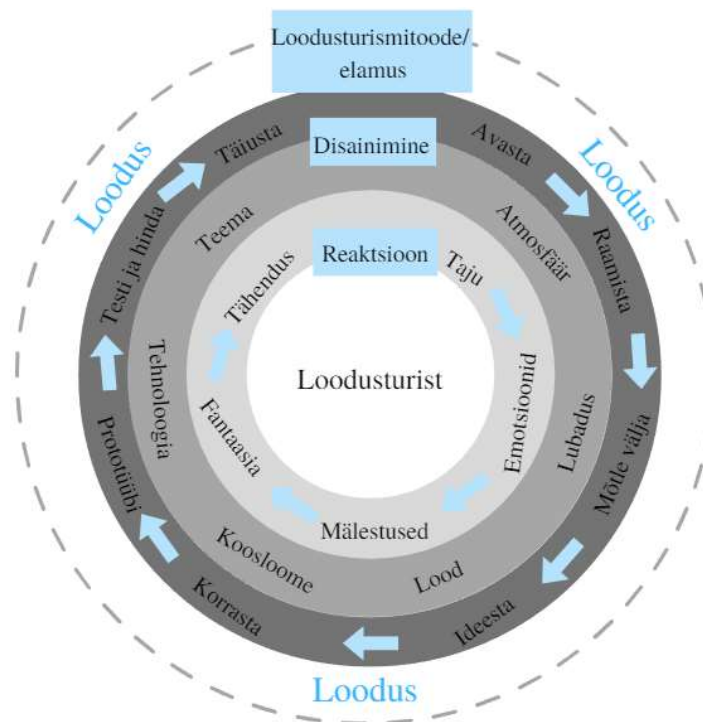 Loodusturismitoode/
elamus
Loodus
Loodus
Loodus
Avasta
Raamista
Mõtle välja
Ideesta
Korrasta
Prototüübi
Testi ja hinda
Täiusta
Disainimine
Atmosfäär
Lubadus
Lood
Koosloome
Tehnoloogia
Teema
Reaktsioon
Taju
Emotsioonid
Mälestused
Fantaasia
Tähendus
Loodusturist